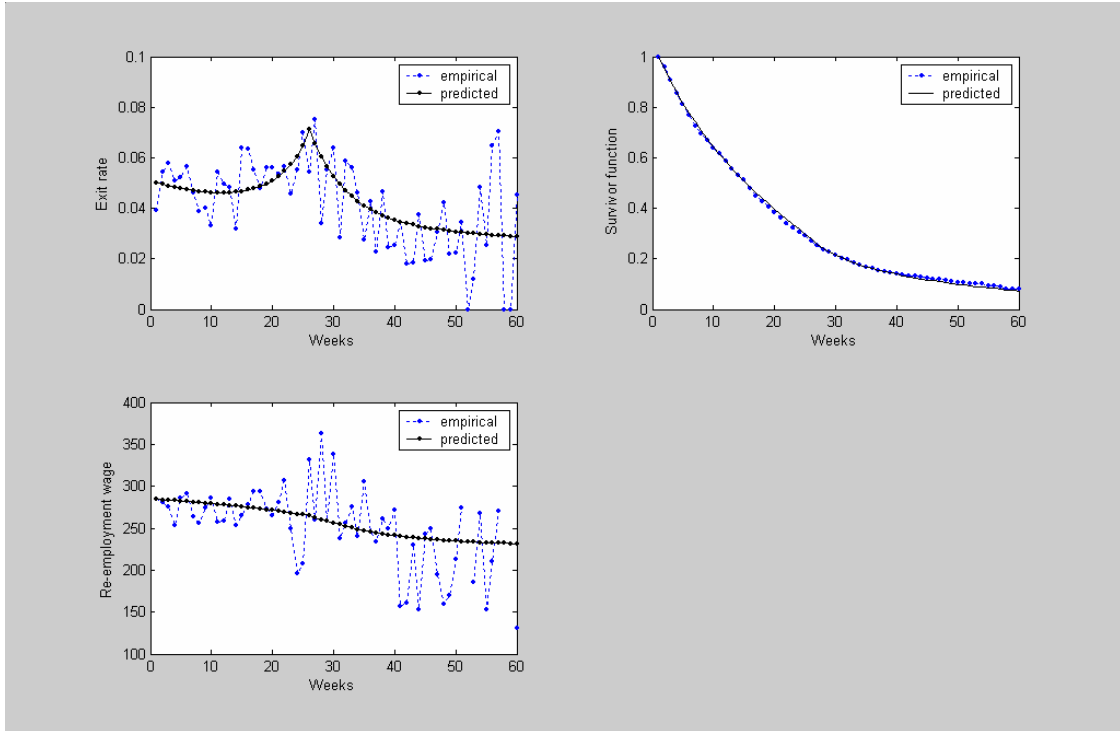 0.1
0.08
0.06
0.04
0.02
0
Exit rate
empirical
predicted
0 10 20 30 40 50 60
Weeks
1
0.8
0.6
0.4
0.2
0
Survivor function
empirical
predicted
0 10 20 30 40 50 60
Weeks
400
350
300
250
200
150
100
Re-employment wage
empirical
predicted
0 10 20 30 40 50 60
Weeks